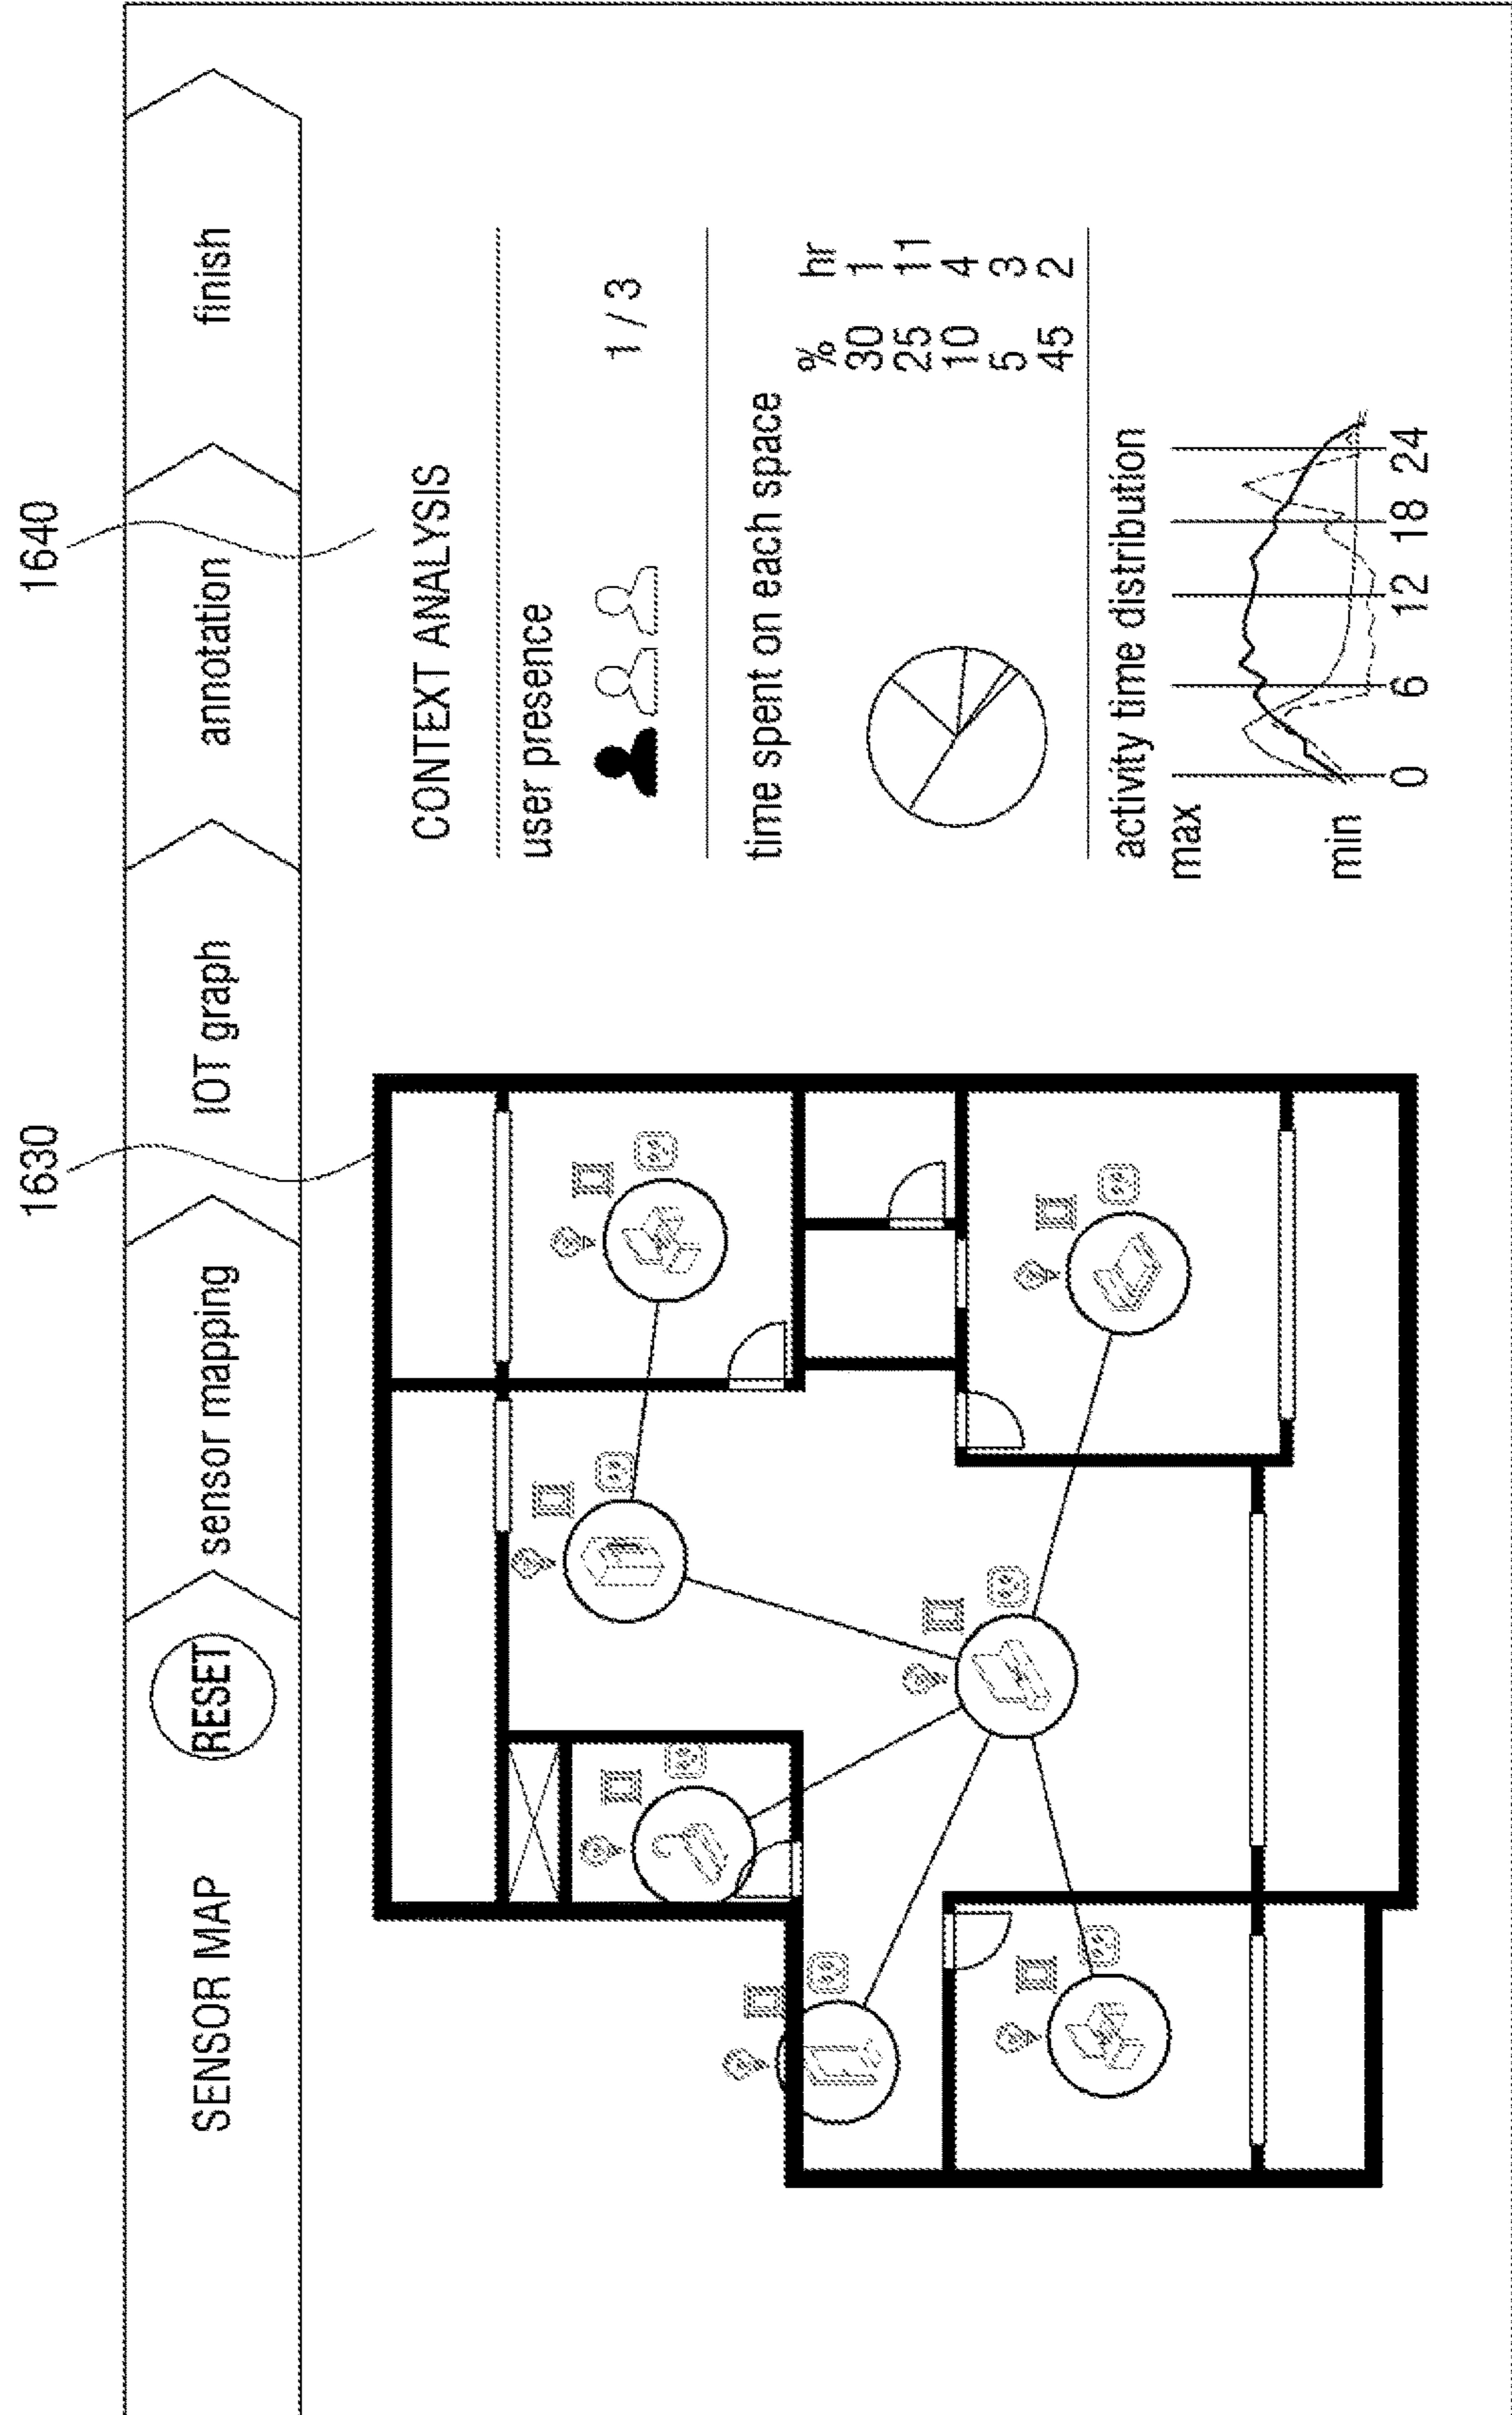 1630
1640
SENSOR MAP
RESET
sensor mapping
IOT graph
annotation
finish
CONTEXT ANALYSIS
user presence
1 / 3
time spent on each space
% hr
30 1
25 11
10 4
5 3
45 2
activity time distribution
max
min
0 6 12 18 24